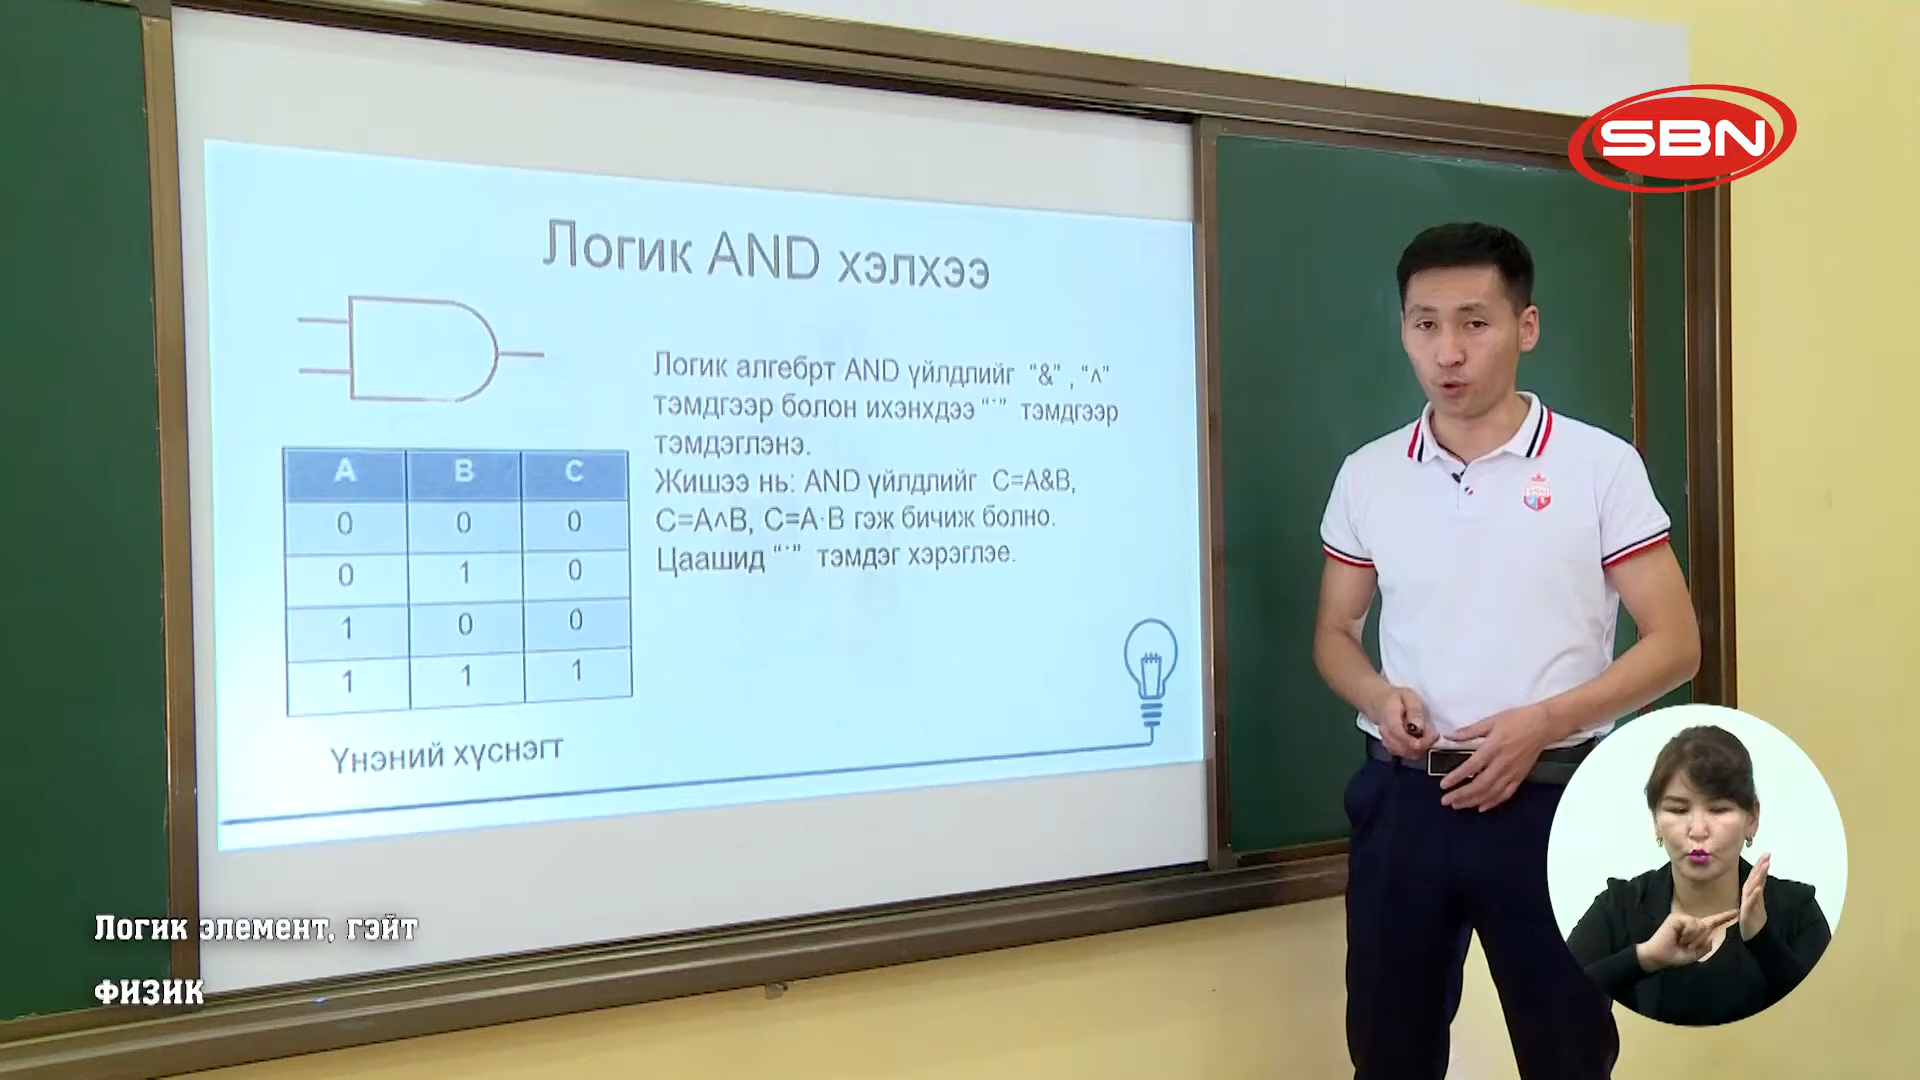 SBN
Логик AND хэлхээ
Логик алгебрт AND үйлдлийг “&” , “˄”
тэмдгээр болон ихэнхдээ “˙” тэмдгээр
тэмдэглэнэ.
Жишээ нь: AND үйлдлийг C=A&B,
C=A˄B, C=A·B гэж бичиж болно.
Цаашид “˙” тэмдэг хэрэглэе.
A B C
0 0 0
0 1 0
1 0 0
1 1 1
Үнэний хүснэгт
Логик элемент, гэйт
ФИЗИК